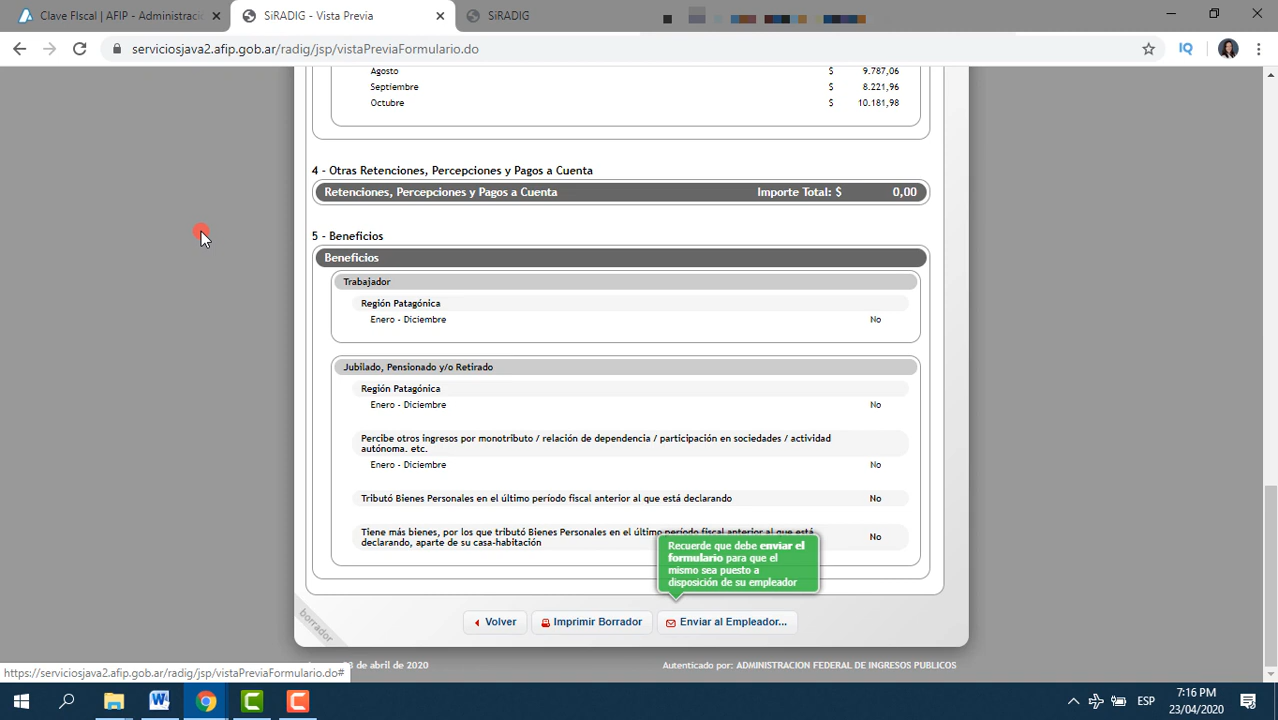 Clave FIscal | AFIP - Administraci
SiRADIG - Vista Previa
SiRADIG
serviciosjava2.afip.gob.ar/radig/jsp/vistaPreviaFormulario.do
Agosto $ 9.787,06
Septiembre $ 8.221,96
Octubre $ 10.181,98
4 - Otras Retenciones, Percepciones y Pagos a Cuenta
Retenciones, Percepciones y Pagos a Cuenta Importe Total: $ 0,00
5 - Beneficios
Beneficios
Trabajador
Región Patagónica
Enero - Diciembre No
Jubilado, Pensionado y/o Retirado
Región Patagónica
Enero - Diciembre No
Percibe otros ingresos por monotributo / relación de dependencia / participación en sociedades / actividad
autónoma. etc.
Enero - Diciembre No
Tributó Bienes Personales en el último período fiscal anterior al que está declarando No
Tiene más bienes, por los que tributó Bienes Personales en el último período fiscal anterior al que está
declarando, aparte de su casa-habitación No
Recuerde que debe enviar el
formulario para que el
mismo sea puesto a
disposición de su empleador
borrador
Volver
Imprimir Borrador
Enviar al Empleador...
de abril de 2020
Autenticado por: ADMINISTRACION FEDERAL DE INGRESOS PUBLICOS
https://serviciosjava2.afip.gob.ar/radig/jsp/vistaPreviaFormulario.do#
ESP
7:16 PM
23/04/2020